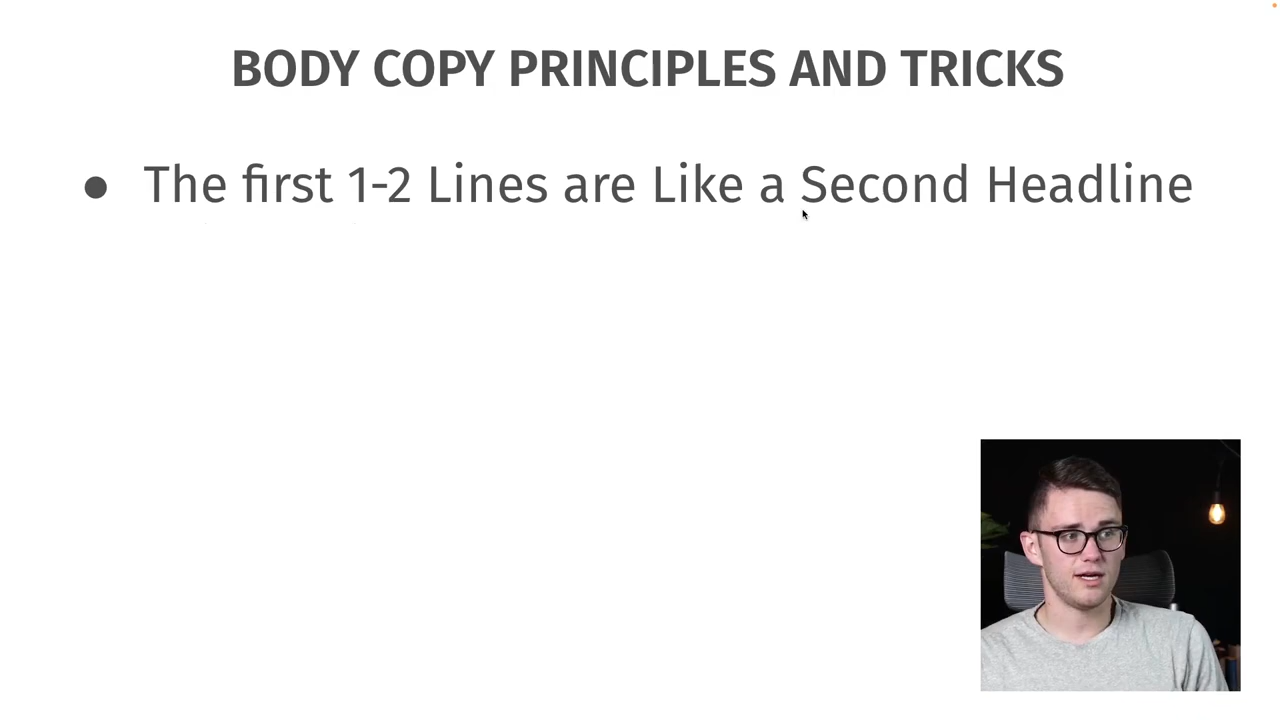 BODY COPY PRINCIPLES AND TRICKS
● The first 1-2 Lines are Like a Second Headline